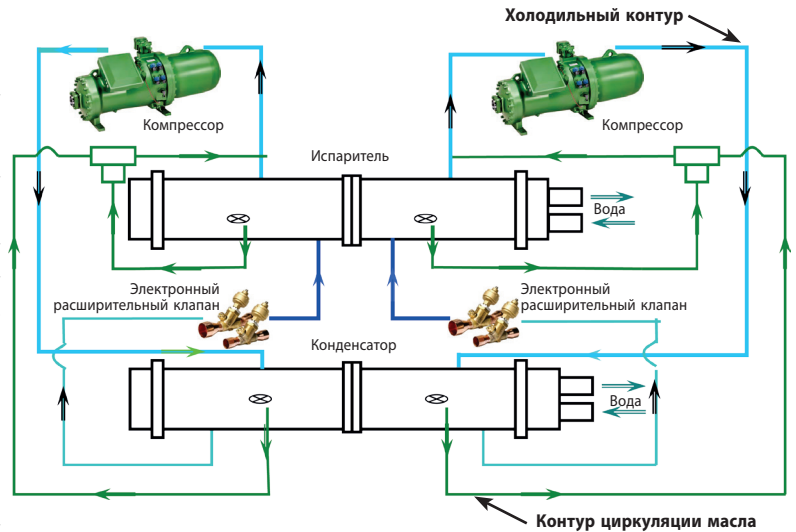 Холодильный контур
Компрессор
Компрессор
Испаритель
Вода
Электронный
расширительный клапан
Электронный
расширительный клапан
Конденсатор
Вода
Контур циркуляции масла